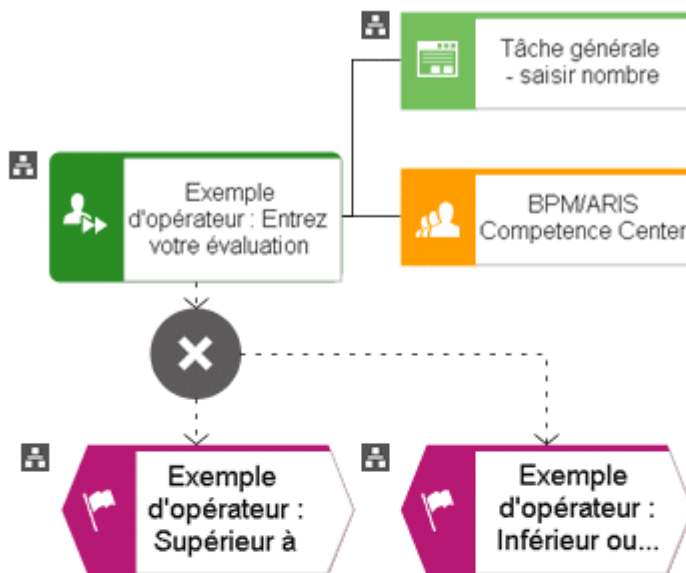 Tâche générale
- saisir nombre
Exemple
d'opérateur : Entrez
votre évaluation
BPM/ARIS
Competence Center
Exemple
d'opérateur :
Supérieur à
Exemple
d'opérateur :
Inférieur ou...